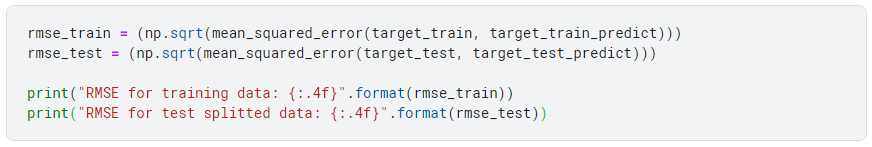 rmse_train = (np.sqrt(mean_squared_error(target_train, target_train_predict)))
rmse_test = (np.sqrt(mean_squared_error(target_test, target_test_predict)))
print("RMSE for training data: {:.4f}".format(rmse_train))
print("RMSE for test splitted data: {:.4f}".format(rmse_test))